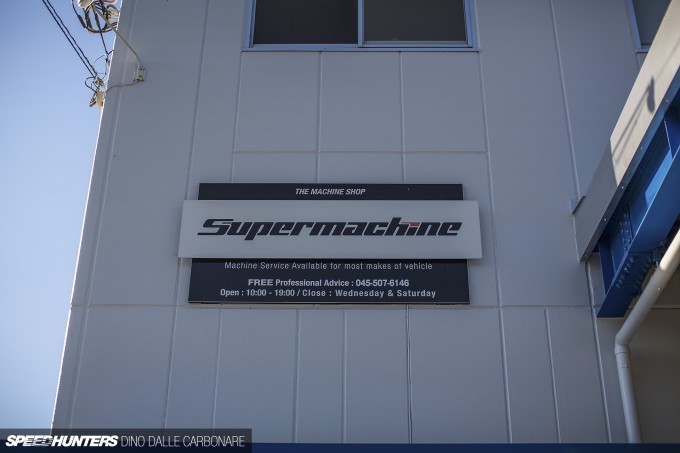 THE MACHINE SHOP
Supermachine
Machine Service Available for most makes of vehicle
FREE Professional Advice : 045-507-6146
Open : 10:00 - 19:00 / Close : Wednesday & Saturday
SPEEDHUNTERS DINO DALLE CARBONARE